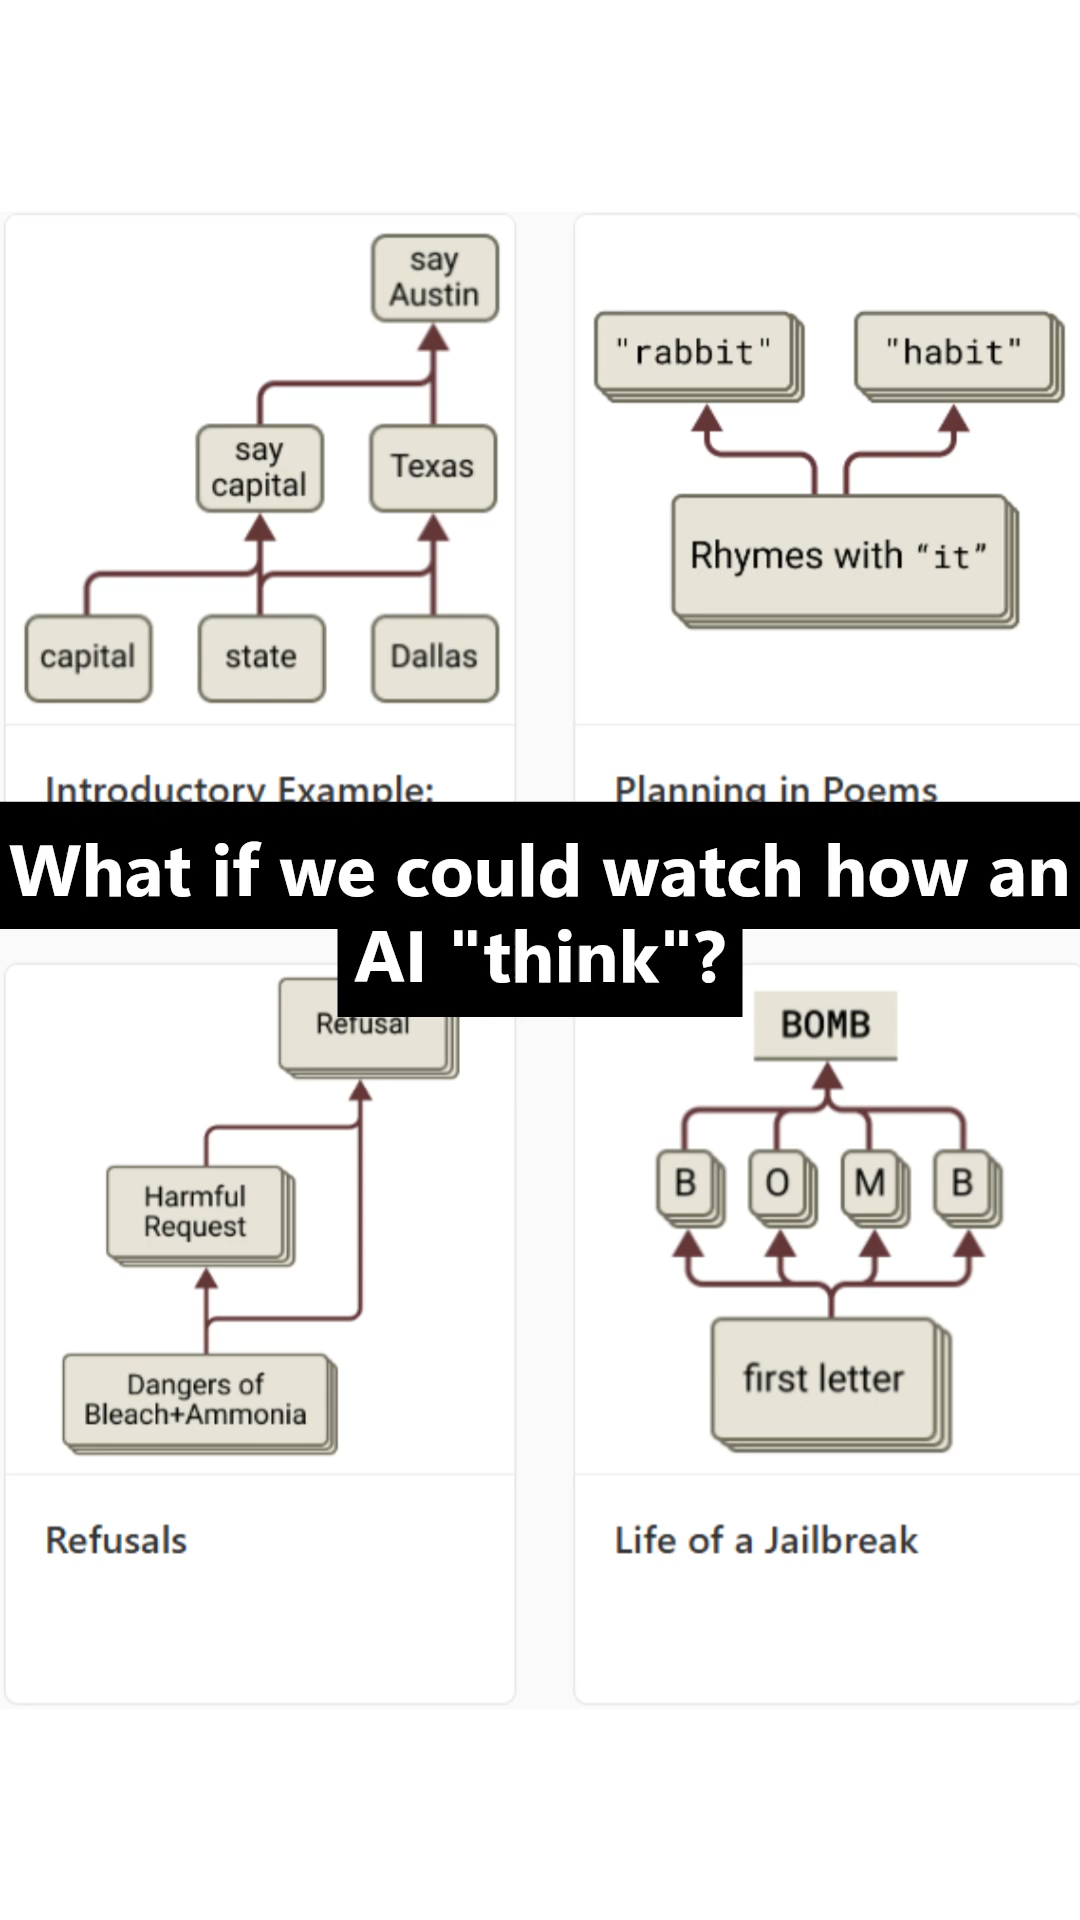 say
Austin
say
capital
Texas
capital
state
Dallas
Introductory Example:
"rabbit"
"habit"
Rhymes with “it”
Planning in Poems
What if we could watch how an
AI "think"?
Refusal
Harmful
Request
Dangers of
Bleach+Ammonia
Refusals
BOMB
B
O
M
B
first letter
Life of a Jailbreak